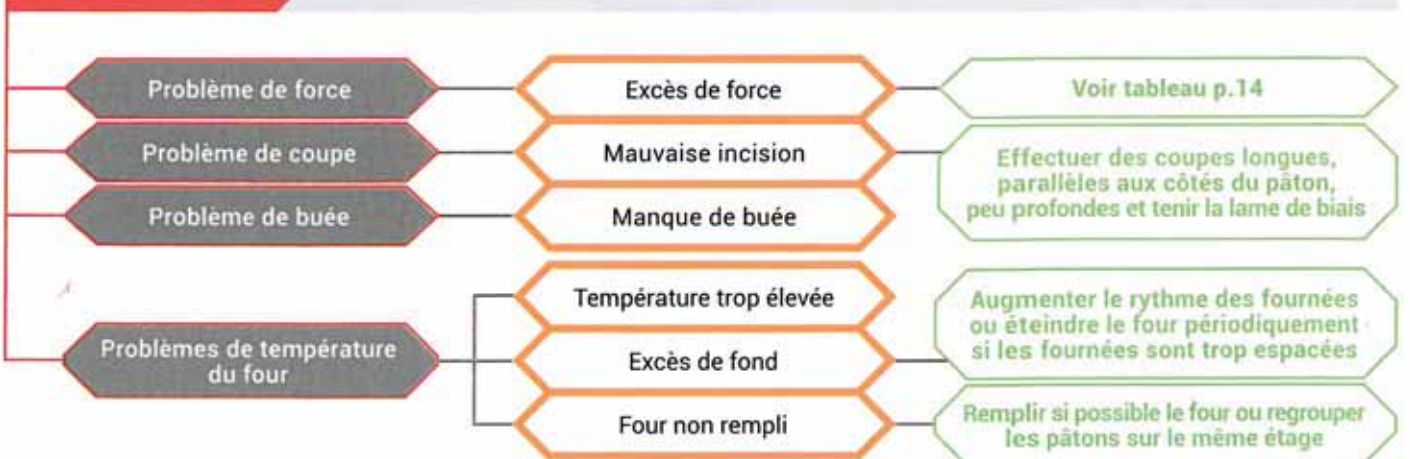 Problème de force
Excès de force
Voir tableau p.14
Problème de coupe
Mauvaise incision
Effectuer des coupes longues,
parallèles aux côtés du pâton,
peu profondes et tenir la lame de biais
Problème de buée
Manque de buée
Problèmes de température
du four
Température trop élevée
Excès de fond
Augmenter le rythme des fournées
ou éteindre le four périodiquement
si les fournées sont trop espacées
Four non rempli
Remplir si possible le four ou regrouper
les pâtons sur le même étage